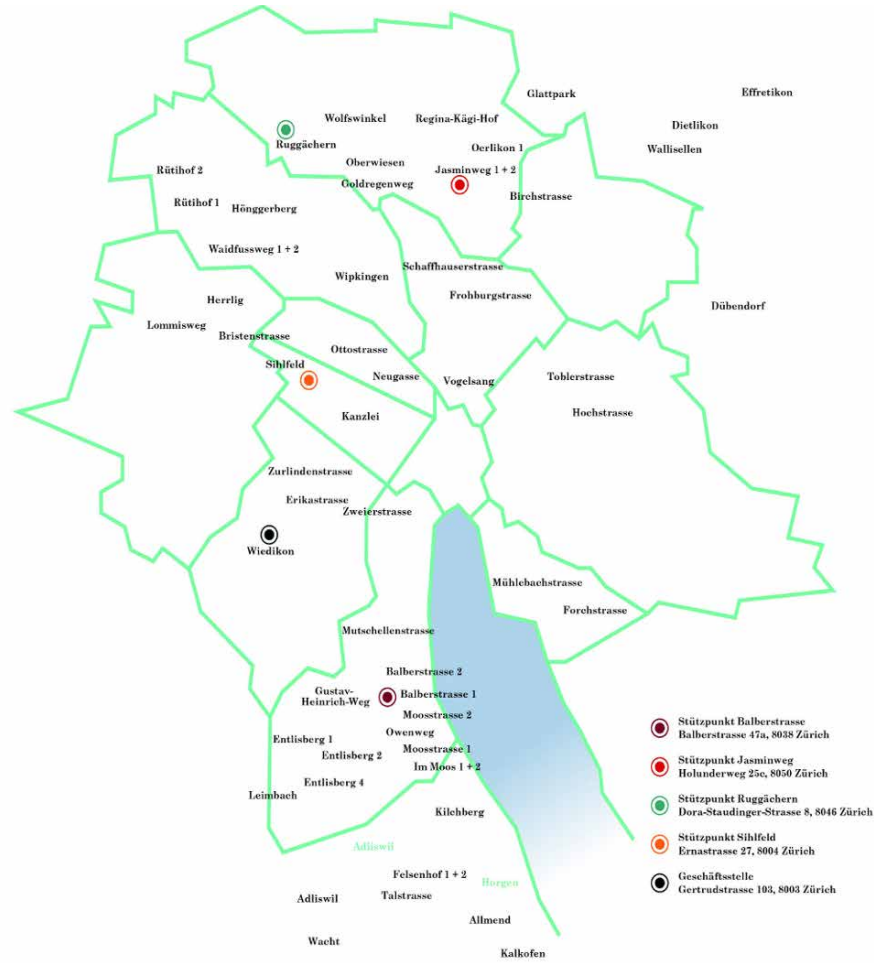 Glattpark
Effretikon
Wolfswinkel
Regina-Kägi-Hof
Dietlikon
Ruggächern
Oerlikon 1
Wallisellen
Oberwiesen
Jasminweg 1 + 2
Rütihof 2
Goldregenweg
Birchstrasse
Rütihof 1
Hönggerberg
Waidfussweg 1 + 2
Schaffhauserstrasse
Wipkingen
Frohburgstrasse
Herrlig
Dübendorf
Lommisweg
Bristenstrasse
Ottostrasse
Sihlfeld
Neugasse
Vogelsang
Toblerstrasse
Kanzlei
Hochstrasse
Zurlindenstrasse
Erikastrasse
Zweierstrasse
Wiedikon
Mühlebachstrasse
Forchstrasse
Mutschellenstrasse
Balberstrasse 2
Gustav-
Heinrich-Weg
Balberstrasse 1
Moosstrasse 2
Owenweg
Entlisberg 1
Moosstrasse 1
Entlisberg 2
Im Moos 1 + 2
Entlisberg 4
Leimbach
Kilchberg
Adliswil
Felsenhof 1 + 2
Horgen
Talstrasse
Adliswil
Allmend
Wacht
Kalkofen
Stützpunkt Balberstrasse
Balberstrasse 47a, 8038 Zürich
Stützpunkt Jasminweg
Holunderweg 25c, 8050 Zürich
Stützpunkt Ruggächern
Dora-Staudinger-Strasse 8, 8046 Zürich
Stützpunkt Sihlfeld
Ernastrasse 27, 8004 Zürich
Geschäftsstelle
Gertrudstrasse 103, 8003 Zürich